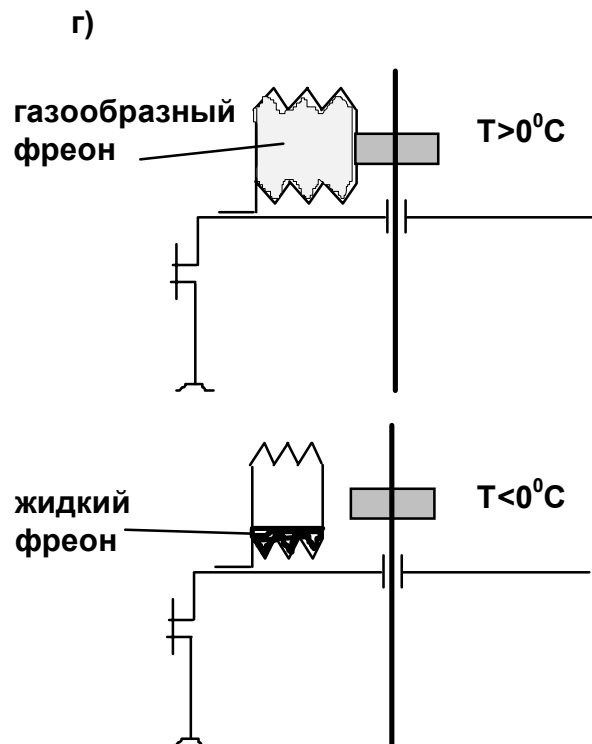 г)
газообразный
фреон
T>0⁰C
жидкий
фреон
T<0⁰C